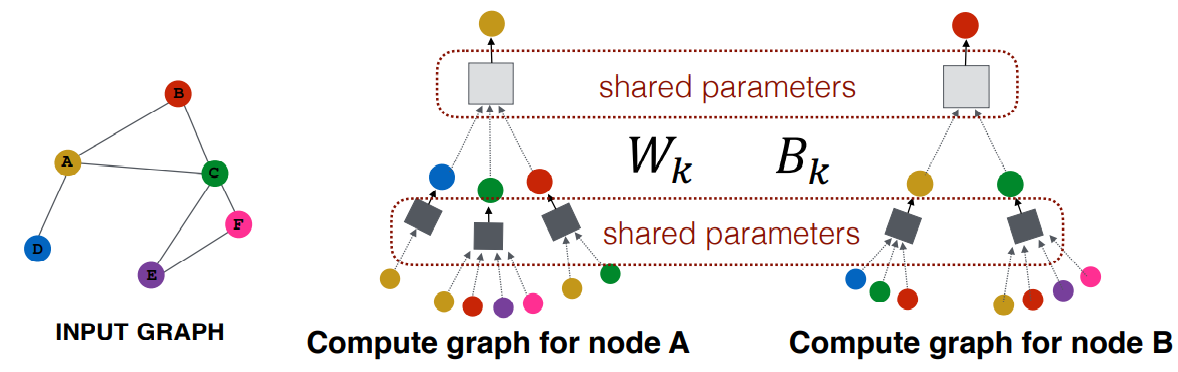 B
A
C
F
D
E
INPUT GRAPH
shared parameters
W_k B_k
shared parameters
Compute graph for node A
Compute graph for node B